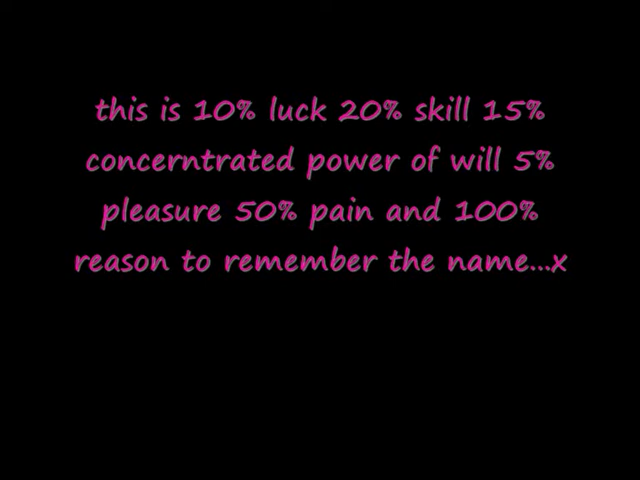 this is 10% luck 20% skill 15%
concerntrated power of will 5%
pleasure 50% pain and 100%
reason to remember the name...x